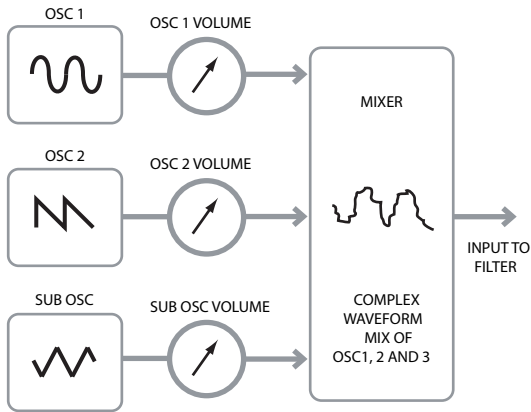 OSC 1
OSC 1 VOLUME
OSC 2
OSC 2 VOLUME
SUB OSC
SUB OSC VOLUME
MIXER
COMPLEX
WAVEFORM
MIX OF
OSC1, 2 AND 3
INPUT TO
FILTER